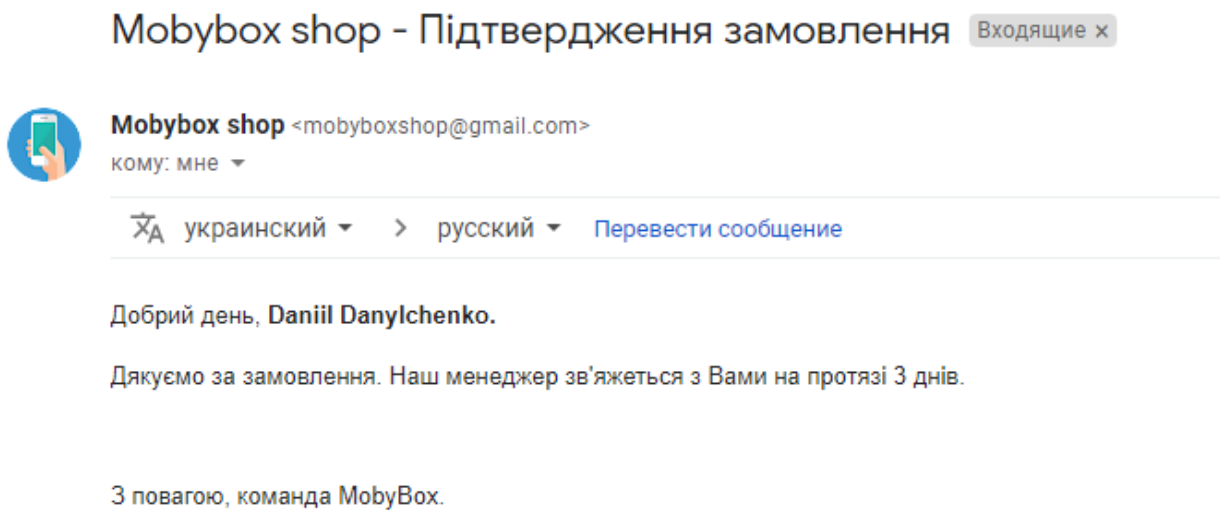 Mobybox shop - Підтвердження замовлення Входящие x
Mobybox shop <mobyboxshop@gmail.com>
кому: мне
украинский > русский Перевести сообщение
Добрий день, Daniil Danylchenko.
Дякуємо за замовлення. Наш менеджер зв'яжеться з Вами на протязі 3 днів.
З повагою, команда MobyBox.